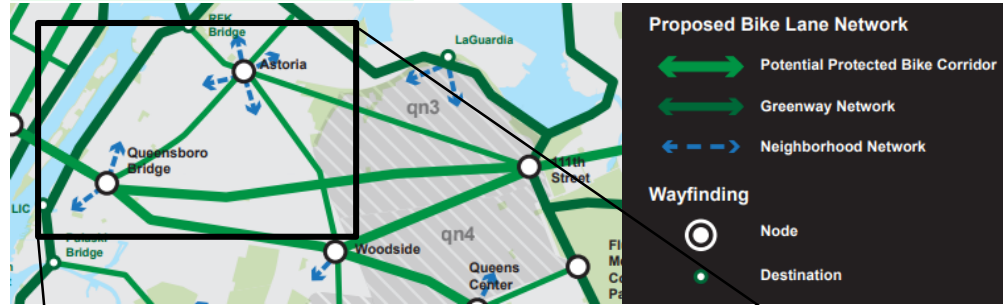 RFK
Bridge
Astoria
LaGuardia
qn3
Queensboro
Bridge
111th
Street
LIC
Pulaski
Bridge
Woodside
qn4
Queens
Center
Proposed Bike Lane Network
Potential Protected Bike Corridor
Greenway Network
Neighborhood Network
Wayfinding
Node
Destination